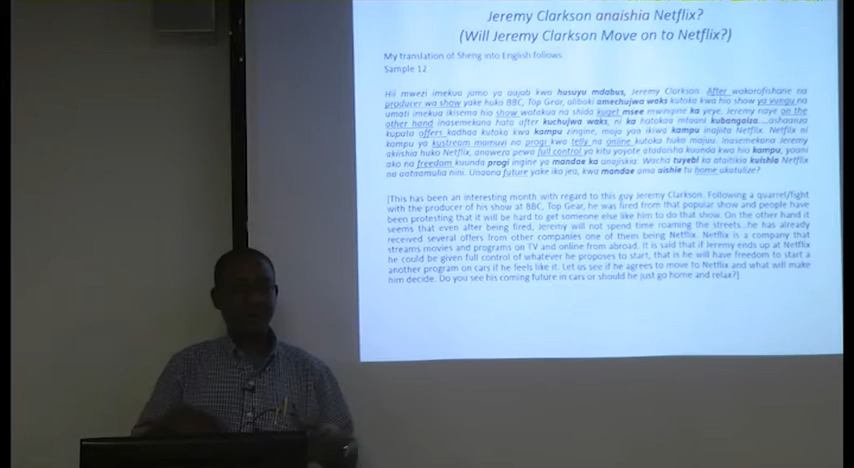 Jeremy Clarkson anaishia Netflix?
(Will Jeremy Clarkson Move on to Netflix?)
My translation of Sheng into English follows.
Sample 12
Hii mwezi imekua jamo ya aajab kwa husuyu mdabus, Jeremy Clarkson. After wakorofishane na
producer wa show yake huko BBC, Top Gear, aliboki amechujwa waks kutoka kwa hio show ya vungu na
umati imekua ikisema hio show watakua na shida kuget msee mwingine ka yeye. Jeremy naye on the
other hand inasemekana hata after kuchujwa waks, ni ka hatakaa mtaani kubangaiza....ashaanza
kupata offers kadhaa kutoka kwa kampu zingine, moja yan ikiwa kampu inajiita Netflix. Netflix ni
kampu ya kustream mamuvi na progi kwa telly na online kutoka huko majuu. Inasemekana Jeremy
akiishia huko Netflix, anaweza pewa full control ya kitu yoyote atadarisha kuunda kwa hio kampu, yaani
ako na freedom kuunda progi ingine ya mandae ka anajiskia. Wacha tuyebi ka ataitikia kuishia Netflix
na aataamulia nini. Unaona future yake iko jeo, kwa mandae ama aishie tu home akatulize?
[This has been an interesting month with regard to this guy Jeremy Clarkson. Following a quarrel/fight
with the producer of his show at BBC, Top Gear, he was fired from that popular show and people have
been protesting that it will be hard to get someone else like him to do that show. On the other hand it
seems that even after being fired, Jeremy will not spend time roaming the streets...he has already
received several offers from other companies one of them being Netflix. Netflix is a company that
streams movies and programs on TV and online from abroad. It is said that if Jeremy ends up at Netflix
he could be given full control of whatever he proposes to start, that is he will have freedom to start a
another program on cars if he feels like it. Let us see if he agrees to move to Netflix and what will make
him decide. Do you see his coming future in cars or should he just go home and relax?]